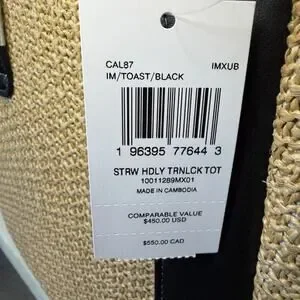 CAL87 IMXUB
IM/TOAST/BLACK
1 96395 77644 3
STRW HDLY TRNLCK TOT
10011289MX01
MADE IN CAMBODIA
COMPARABLE VALUE
$450.00 USD
$550.00 CAD